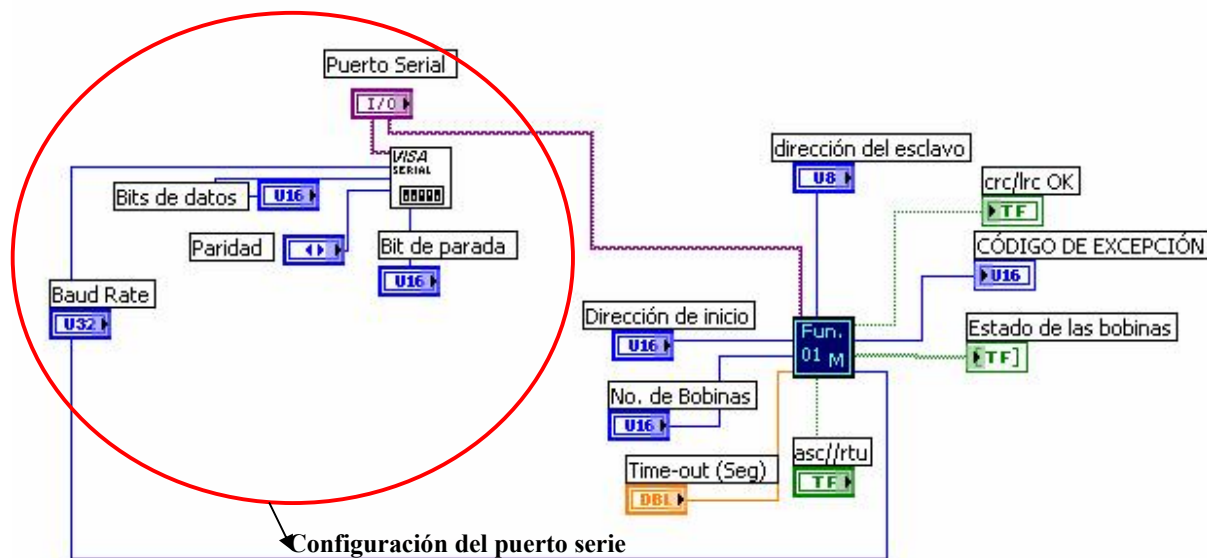 Puerto Serial
I/O
VISA
SERIAL
Bits de datos
U16
Paridad
Bit de parada
U16
Baud Rate
U32
dirección del esclavo
U8
crc/lrc OK
TF
CÓDIGO DE EXCEPCIÓN
U16
Dirección de inicio
U16
Fun.
01 M
Estado de las bobinas
[TF]
No. de Bobinas
U16
Time-out (Seg)
DBL
asc//rtu
TF
Configuración del puerto serie